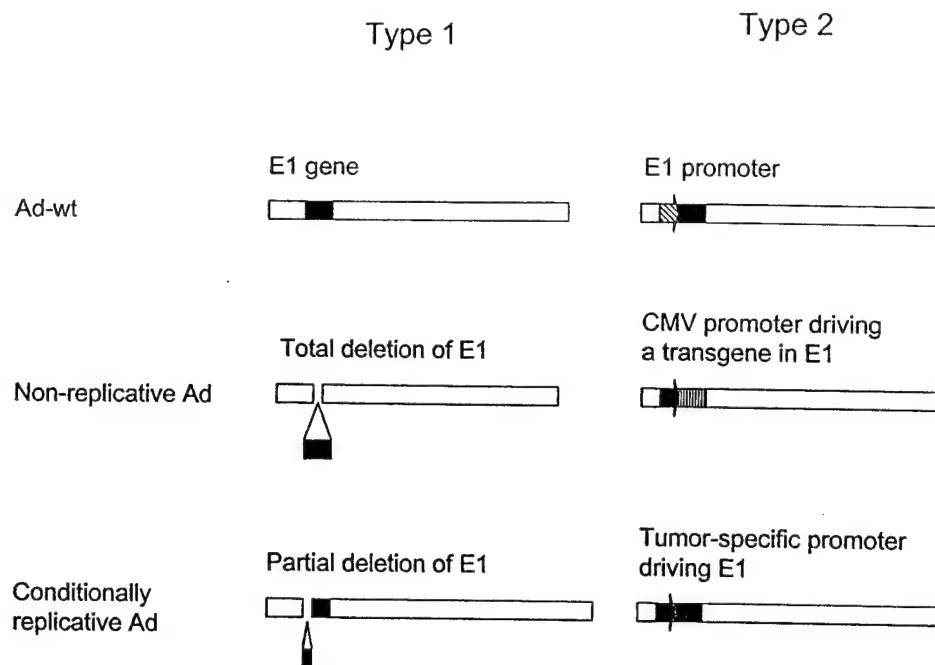 Type 1
Type 2
E1 gene
E1 promoter
Ad-wt
Total deletion of E1
CMV promoter driving
a transgene in E1
Non-replicative Ad
Partial deletion of E1
Tumor-specific promoter
driving E1
Conditionally
replicative Ad